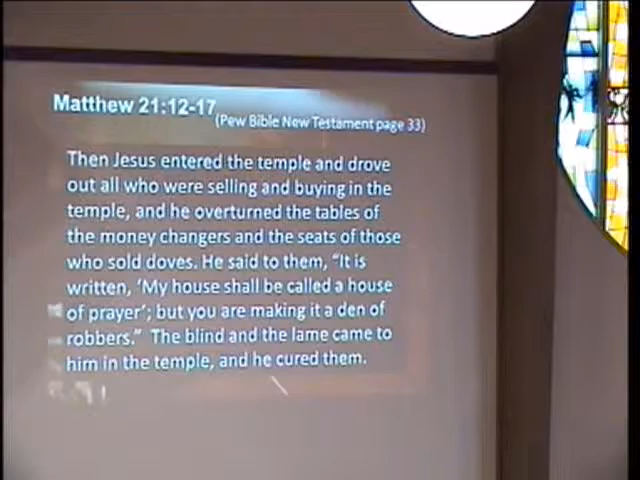 Matthew 21:12-17
(Pew Bible New Testament page 33)
Then Jesus entered the temple and drove
out all who were selling and buying in the
temple, and he overturned the tables of
the money changers and the seats of those
who sold doves. He said to them, “It is
written, ‘My house shall be called a house
of prayer’; but you are making it a den of
robbers.” The blind and the lame came to
him in the temple, and he cured them.